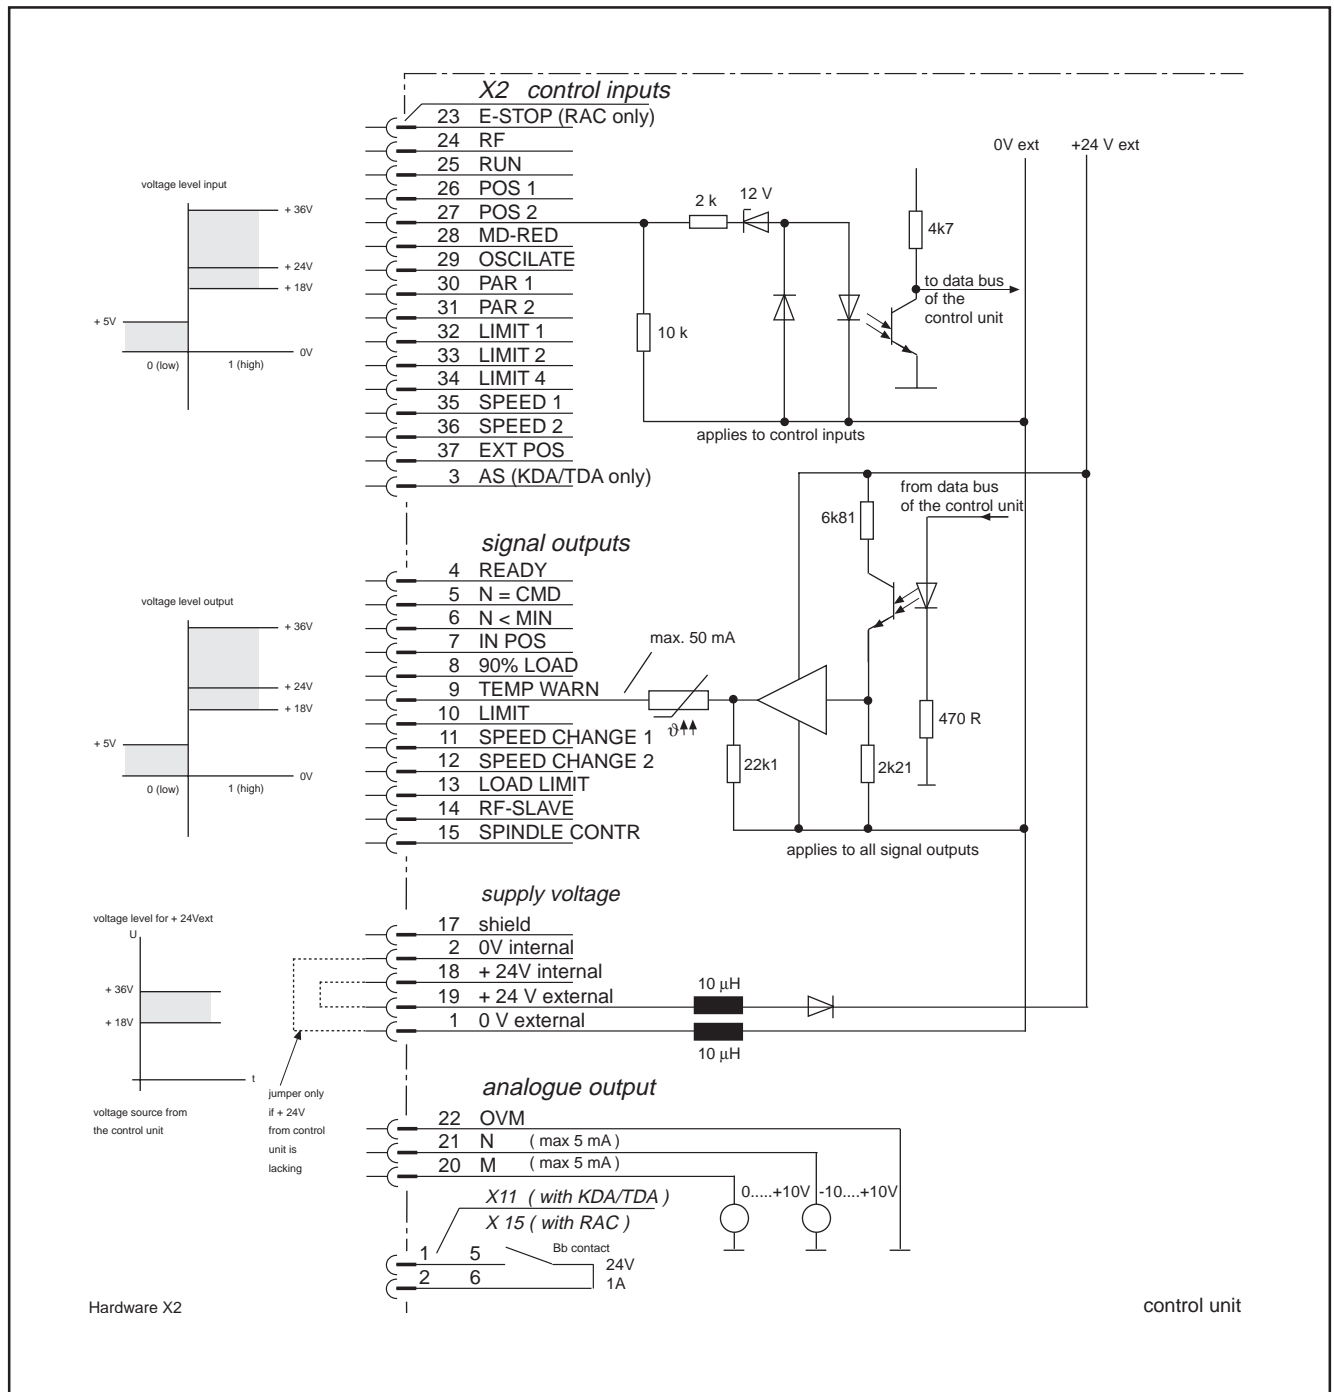 X2 control inputs
23 E-STOP (RAC only)
24 RF
25 RUN
26 POS 1
27 POS 2
28 MD-RED
29 OSCILATE
30 PAR 1
31 PAR 2
32 LIMIT 1
33 LIMIT 2
34 LIMIT 4
35 SPEED 1
36 SPEED 2
37 EXT POS
3 AS (KDA/TDA only)
voltage level input
+ 36V
+ 24V
+ 18V
+ 5V
0V
0 (low)
1 (high)
0V ext
+24 V ext
2 k
12 V
4k7
10 k
to data bus
of the
control unit
applies to control inputs
signal outputs
4 READY
5 N = CMD
6 N < MIN
7 IN POS
8 90% LOAD
9 TEMP WARN
10 LIMIT
11 SPEED CHANGE 1
12 SPEED CHANGE 2
13 LOAD LIMIT
14 RF-SLAVE
15 SPINDLE CONTR
voltage level output
+ 36V
+ 24V
+ 18V
+ 5V
0V
0 (low)
1 (high)
from data bus
of the control unit
6k81
max. 50 mA
ϑ
22k1
2k21
470 R
applies to all signal outputs
supply voltage
17 shield
2 0V internal
18 + 24V internal
19 + 24 V external
1 0 V external
10 µH
10 µH
voltage level for + 24Vext
U
+ 36V
+ 18V
t
voltage source from
the control unit
jumper only
if + 24V
from control
unit is
lacking
analogue output
22 OVM
21 N ( max 5 mA )
20 M ( max 5 mA )
0.....+10V
-10....+10V
X11 ( with KDA/TDA )
X 15 ( with RAC )
1 5
2 6
Bb contact
24V
1A
Hardware X2
control unit